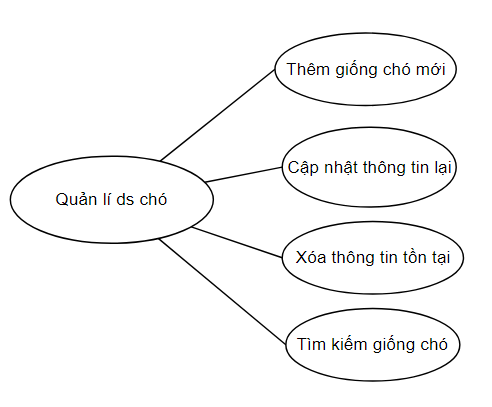 Thêm giống chó mới
Cập nhật thông tin lại
Quản lí ds chó
Xóa thông tin tồn tại
Tìm kiếm giống chó